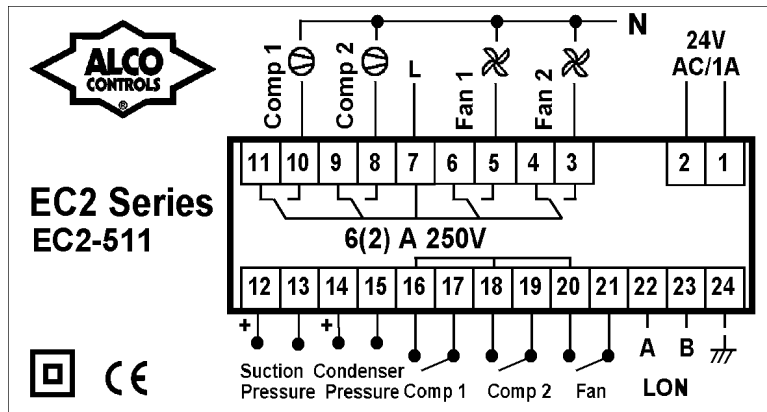 ALCO
CONTROLS
®
EC2 Series
EC2-511
Comp 1
Comp 2
L
Fan 1
Fan 2
N
24V
AC/1A
11 10 9 8 7 6 5 4 3 2 1
6(2) A 250V
12 13 14 15 16 17 18 19 20 21 22 23 24
+ +
A B
Suction Condenser
Pressure Pressure Comp 1 Comp 2 Fan LON
CE